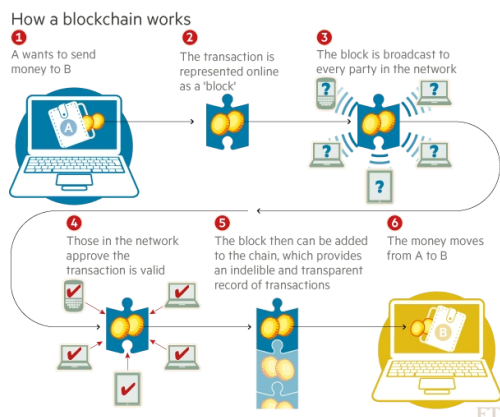 How a blockchain works
1
A wants to send
money to B
A
2
The transaction is
represented online
as a 'block'
3
The block is broadcast to
every party in the network
?
?
?
?
?
4
Those in the network
approve the
transaction is valid
5
The block then can be added
to the chain, which provides
an indelible and transparent
record of transactions
6
The money moves
from A to B
B
FT